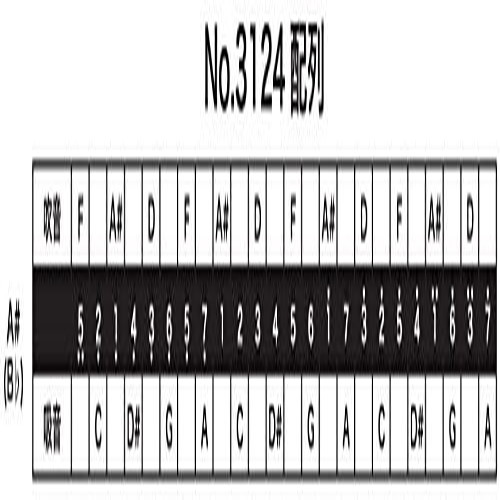 No.3124 配列
吹音 F A# D F A# D F A# D F A# D
A#
(B♭)
5 2 1 4 3 6 5 7 1 2 3 4 5 6 1 7 3 2 5 4 1 6 3 7
吸音 C D# G A C D# G A C D# G A